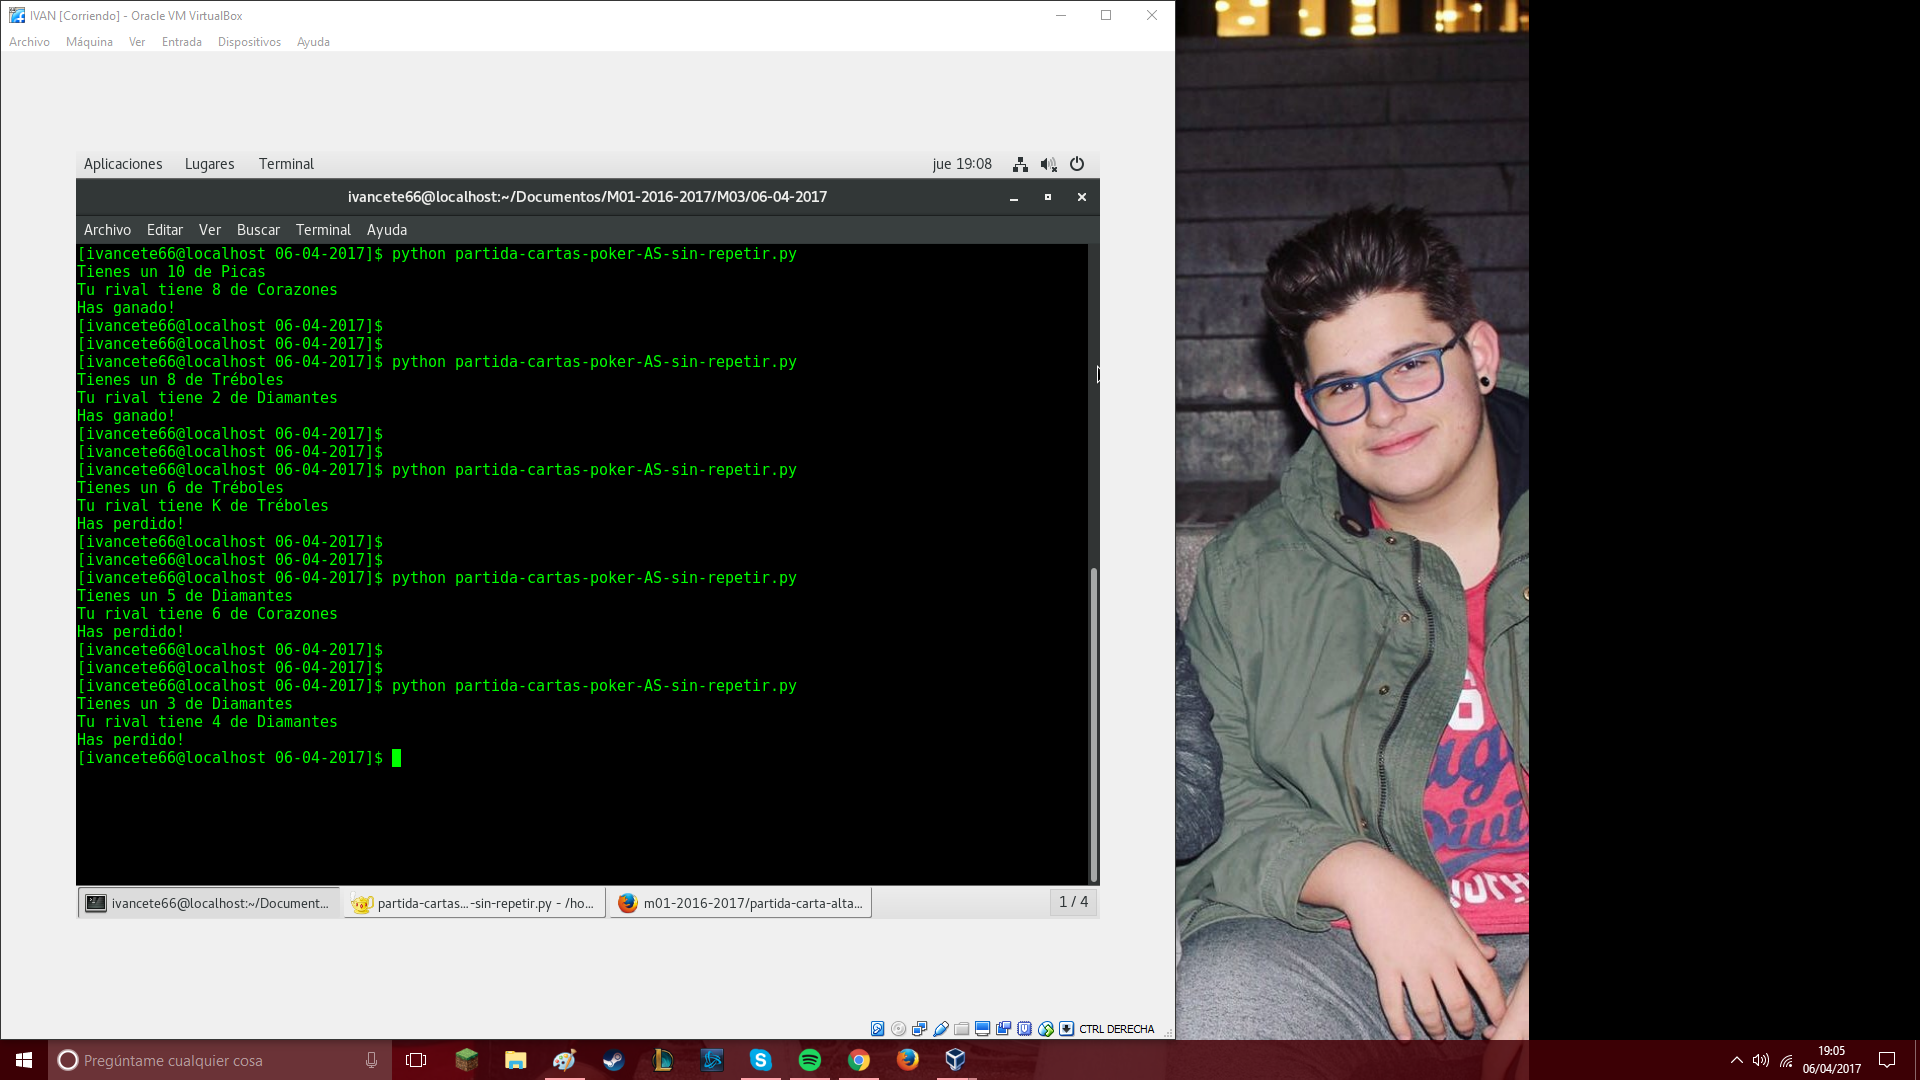 IVAN [Corriendo] - Oracle VM VirtualBox
Archivo Máquina Ver Entrada Dispositivos Ayuda
Aplicaciones Lugares Terminal jue 19:08
ivancete66@localhost:~/Documentos/M01-2016-2017/M03/06-04-2017
Archivo Editar Ver Buscar Terminal Ayuda
[ivancete66@localhost 06-04-2017]$ python partida-cartas-poker-AS-sin-repetir.py
Tienes un 10 de Picas
Tu rival tiene 8 de Corazones
Has ganado!
[ivancete66@localhost 06-04-2017]$
[ivancete66@localhost 06-04-2017]$
[ivancete66@localhost 06-04-2017]$ python partida-cartas-poker-AS-sin-repetir.py
Tienes un 8 de Tréboles
Tu rival tiene 2 de Diamantes
Has ganado!
[ivancete66@localhost 06-04-2017]$
[ivancete66@localhost 06-04-2017]$
[ivancete66@localhost 06-04-2017]$ python partida-cartas-poker-AS-sin-repetir.py
Tienes un 6 de Tréboles
Tu rival tiene K de Tréboles
Has perdido!
[ivancete66@localhost 06-04-2017]$
[ivancete66@localhost 06-04-2017]$
[ivancete66@localhost 06-04-2017]$ python partida-cartas-poker-AS-sin-repetir.py
Tienes un 5 de Diamantes
Tu rival tiene 6 de Corazones
Has perdido!
[ivancete66@localhost 06-04-2017]$
[ivancete66@localhost 06-04-2017]$
[ivancete66@localhost 06-04-2017]$ python partida-cartas-poker-AS-sin-repetir.py
Tienes un 3 de Diamantes
Tu rival tiene 4 de Diamantes
Has perdido!
[ivancete66@localhost 06-04-2017]$
ivancete66@localhost:~/Document... partida-cartas...-sin-repetir.py - /ho... m01-2016-2017/partida-carta-alta... 1 / 4
CTRL DERECHA
Pregúntame cualquier cosa
19:05
06/04/2017